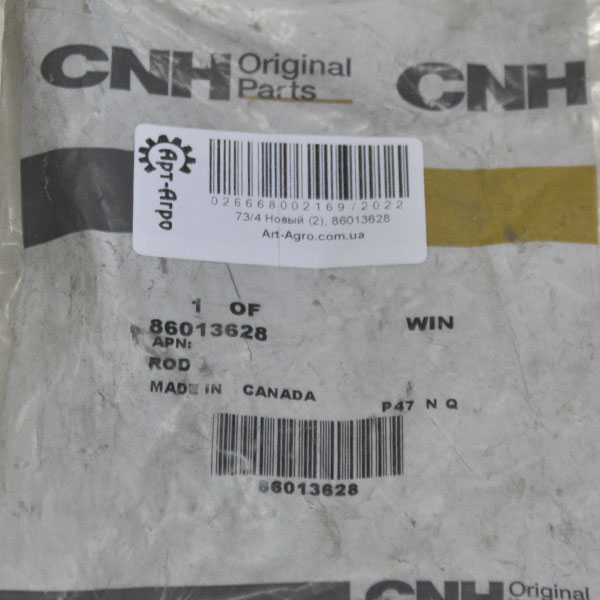 CNH Original Parts CNH
Арт-Агро
026668002169/2022
73/4 Новый (2), 86013628
Art-Agro.com.ua
1 OF
86013628 WIN
APN:
ROD
MADE IN CANADA
P47 N Q
86013628
CNH Original